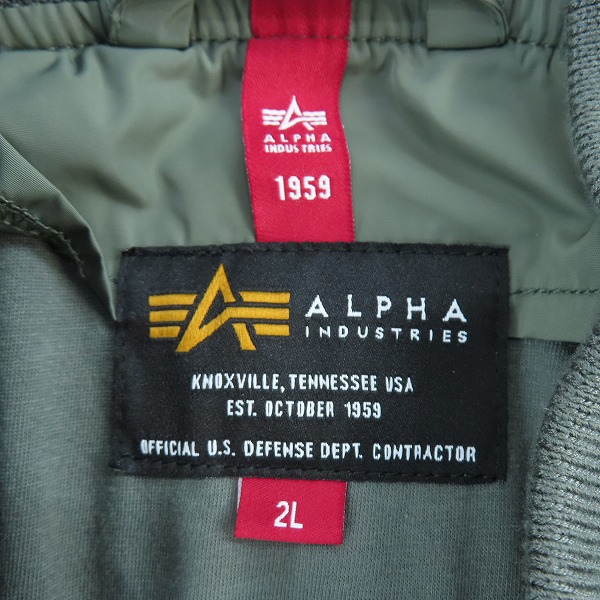 ALPHA
INDUSTRIES
1959
ALPHA
INDUSTRIES
KNOXVILLE, TENNESSEE USA
EST. OCTOBER 1959
OFFICIAL U.S. DEFENSE DEPT. CONTRACTOR
2L